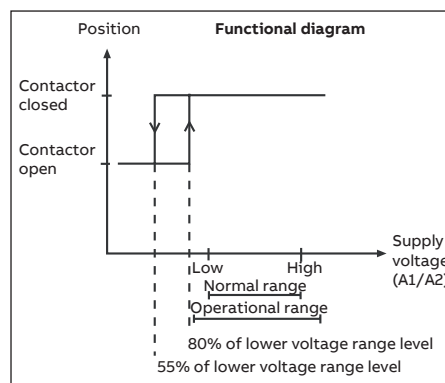 Position
Functional diagram
Contactor
closed
Contactor
open
Supply
voltage
(A1/A2)
Low
High
Normal range
Operational range
80% of lower voltage range level
55% of lower voltage range level